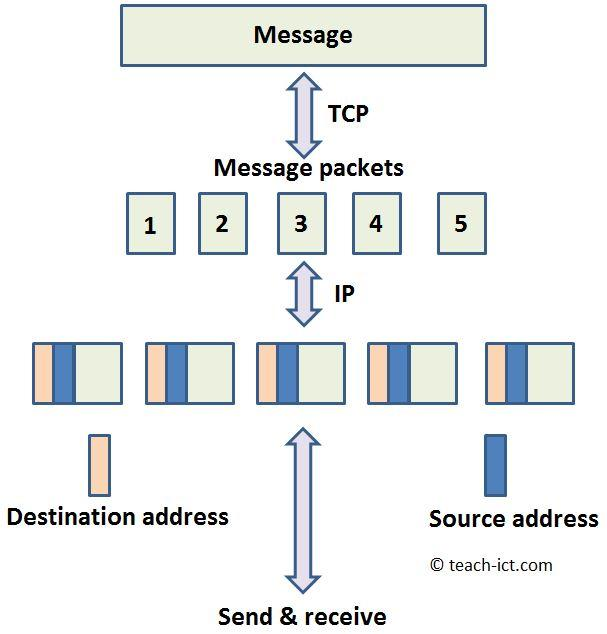 Message
TCP
Message packets
1 2 3 4 5
IP
Destination address
Source address
© teach-ict.com
Send & receive